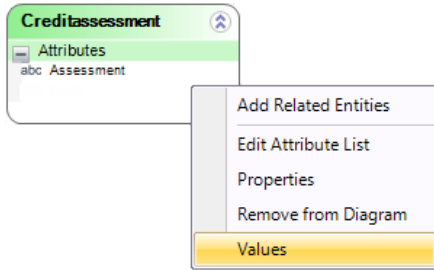 Creditassessment
Attributes
abc Assessment
Add Related Entities
Edit Attribute List
Properties
Remove from Diagram
Values